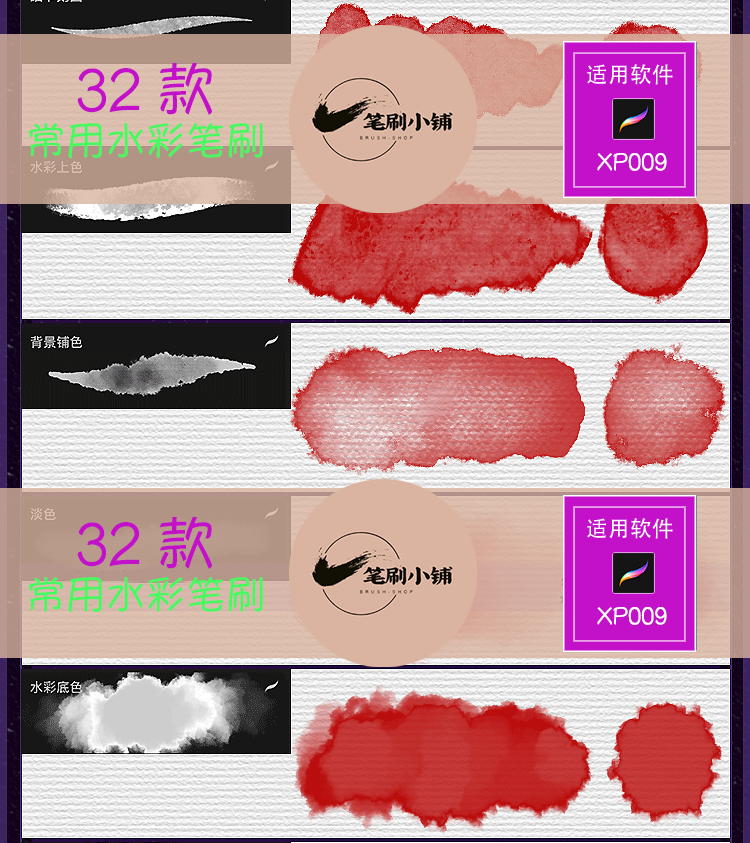 32 款
常用水彩笔刷
笔刷小铺
BRUSH-SHOP
适用软件
XP009
水彩上色
背景铺色
淡色
32 款
常用水彩笔刷
笔刷小铺
BRUSH-SHOP
适用软件
XP009
水彩底色